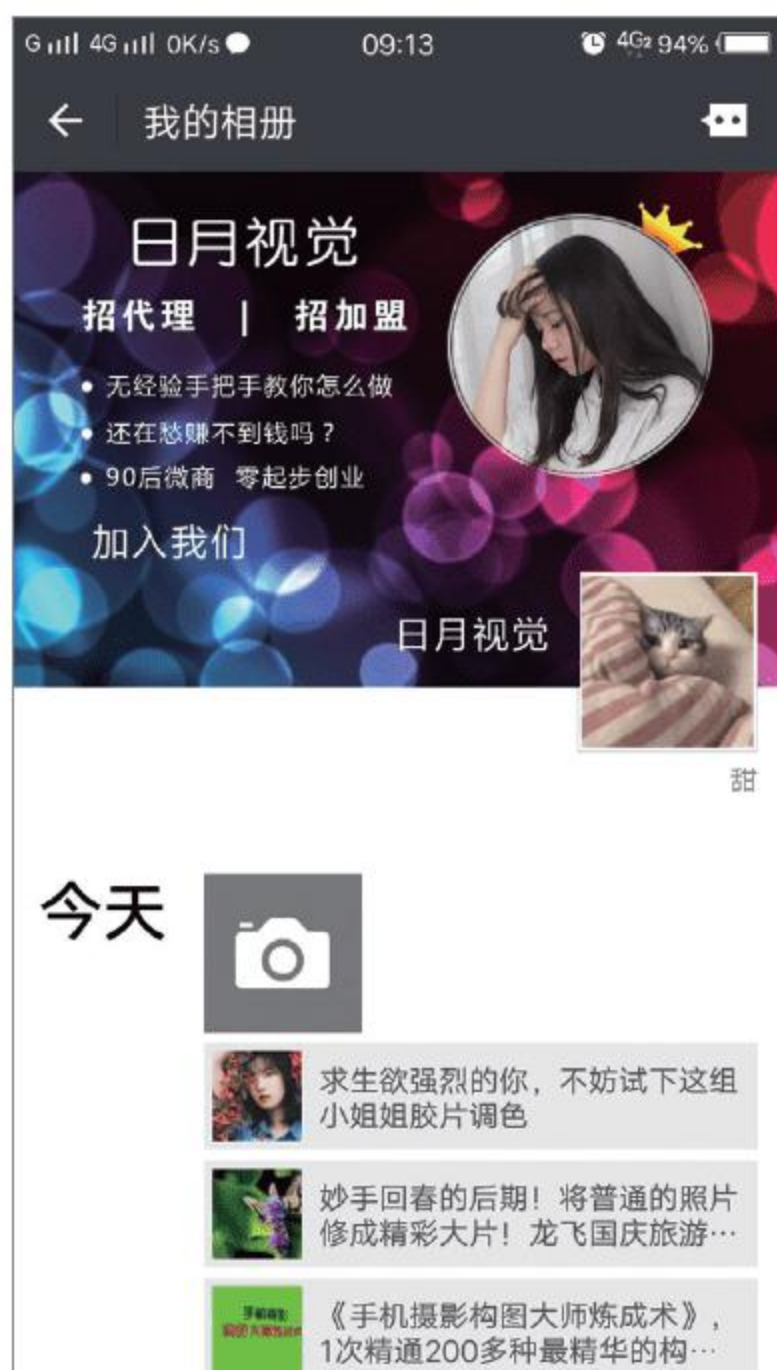 G 4G 0K/s 09:13 4G2 94%
我的相册
日月视觉
招代理 | 招加盟
• 无经验手把手教你怎么做
• 还在愁赚不到钱吗？
• 90后微商 零起步创业
加入我们
日月视觉
甜
今天
求生欲强烈的你，不妨试下这组
小姐姐胶片调色
妙手回春的后期！将普通的照片
修成精彩大片！龙飞国庆旅游…
《手机摄影构图大师炼成术》，
1次精通200多种最精华的构…